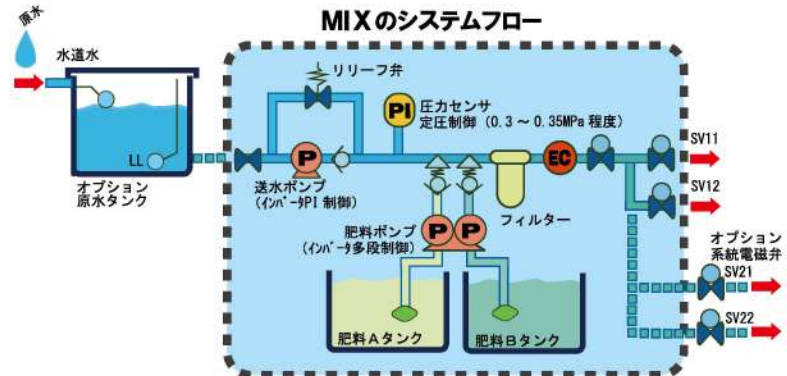 MIXのシステムフロー
原水
水道水
LL
オプション
原水タンク
リリーフ弁
PI
圧力センサ
定圧制御（0.3～0.35MPa 程度）
P
送水ポンプ
(ｲﾝﾊﾞｰﾀPI 制御)
肥料ポンプ
(ｲﾝﾊﾞｰﾀ多段制御)
P
P
フィルター
EC
SV11
SV12
オプション
系統電磁弁
SV21
SV22
肥料Aタンク
肥料Bタンク